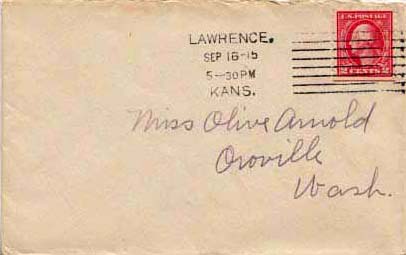 LAWRENCE.
SEP 16-15
5-30PM
KANS.
U.S. POSTAGE
2 CENTS 2
Miss Olive Arnold
Oroville
Wash.